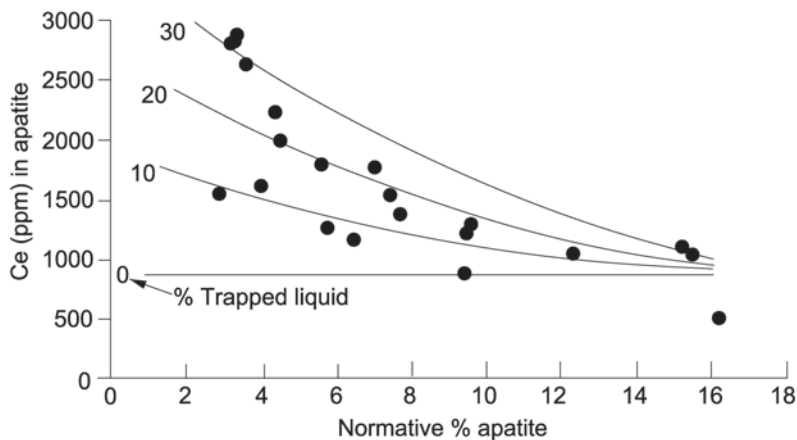 3000
30
2500
20
2000
10
1500
1000
0
% Trapped liquid
500
0
0 2 4 6 8 10 12 14 16 18
Ce (ppm) in apatite
Normative % apatite